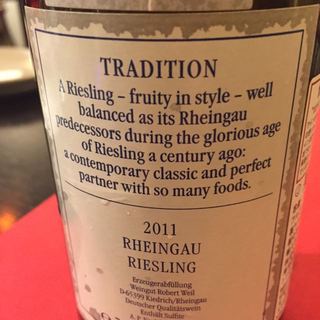 TRADITION
A Riesling – fruity in style – well
balanced as its Rheingau
predecessors during the glorious age
of Riesling a century ago:
a contemporary classic and perfect
partner with so many foods.
2011
RHEINGAU
RIESLING
Erzeugerabfüllung
Weingut Robert Weil
D-65399 Kiedrich/Rheingau
Deutscher Qualitätswein
Enthält Sulfite